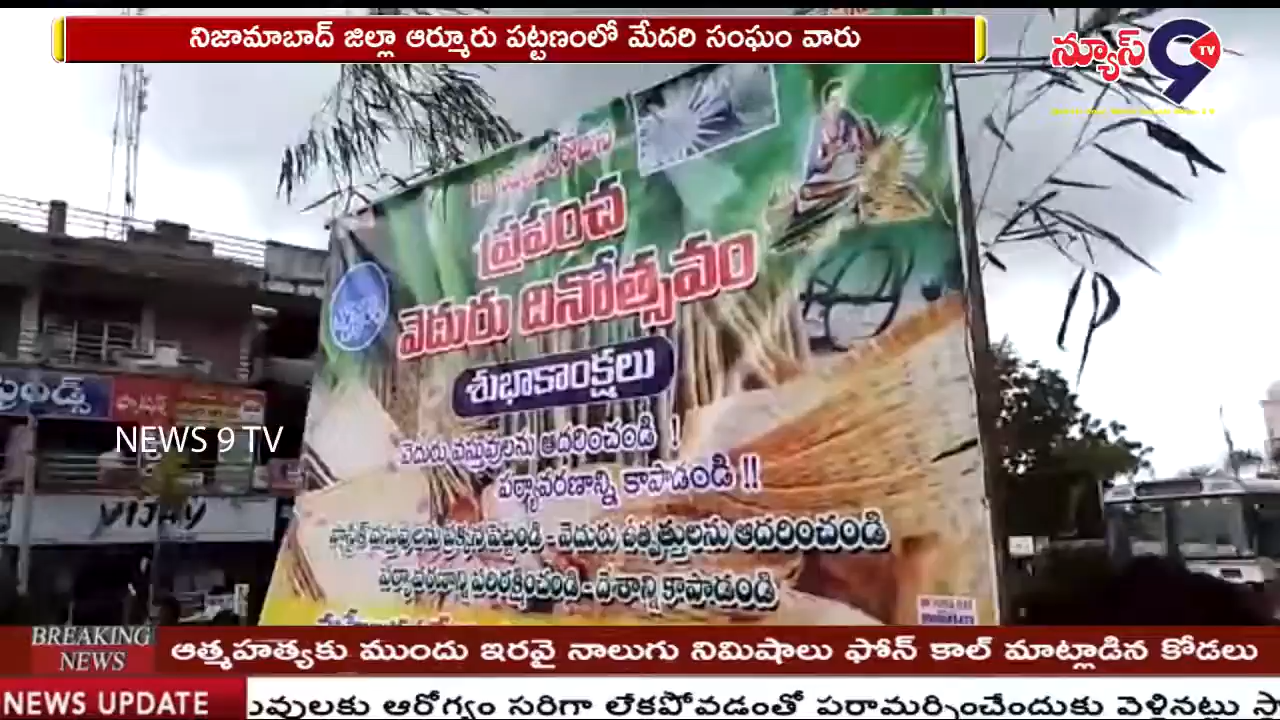 నిజామాబాద్ జిల్లా ఆర్మూరు పట్టణంలో మేదరి సంఘం వారు
న్యూస్ 9 TV
ప్రపంచ
వెదురు దినోత్సవం
శుభాకాంక్షలు
వెదురు వస్తువులను ఆదరించండి !
పర్యావరణాన్ని కాపాడండి !!
ప్లాస్టిక్ వస్తువులను ప్రక్కన పెట్టండి - వెదురు ఉత్పత్తులను ఆదరించండి
పర్యావరణాన్ని పరిరక్షించండి - దేశాన్ని కాపాడండి
ఫ్రెండ్స్
NEWS 9 TV
VIJAY
BREAKING NEWS
ఆత్మహత్యకు ముందు ఇరవై నాలుగు నిమిషాలు ఫోన్ కాల్ మాట్లాడిన కోడలు
NEWS UPDATE
వులకు ఆరోగ్యం సరిగా లేకపోవడంతో పరామర్శించేందుకు వెళినట్లు సా